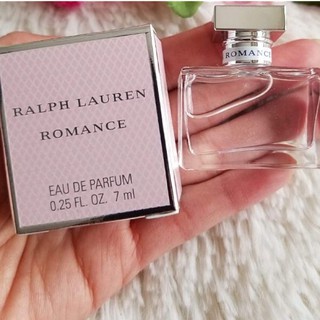 RALPH LAUREN
ROMANCE
EAU DE PARFUM
0.25 FL. OZ. 7 ml
ROMANCE